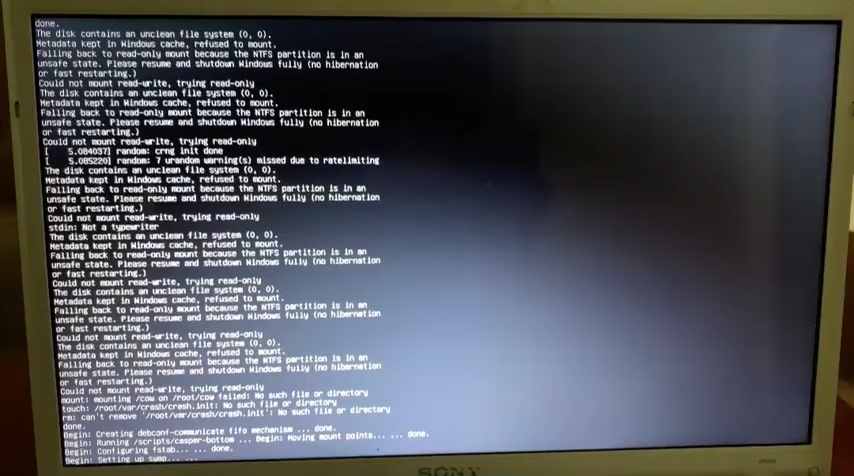 done.
The disk contains an unclean file system (0, 0).
Metadata kept in Windows cache, refused to mount.
Falling back to read-only mount because the NTFS partition is in an
unsafe state. Please resume and shutdown Windows fully (no hibernation
or fast restarting.)
Could not mount read-write, trying read-only
The disk contains an unclean file system (0, 0).
Metadata kept in Windows cache, refused to mount.
Falling back to read-only mount because the NTFS partition is in an
unsafe state. Please resume and shutdown Windows fully (no hibernation
or fast restarting.)
Could not mount read-write, trying read-only
[ 5.084037] random: crng init done
[ 5.085220] random: 7 urandom warning(s) missed due to ratelimiting
The disk contains an unclean file system (0, 0).
Metadata kept in Windows cache, refused to mount.
Falling back to read-only mount because the NTFS partition is in an
unsafe state. Please resume and shutdown Windows fully (no hibernation
or fast restarting.)
Could not mount read-write, trying read-only
stdin: Not a typewriter
The disk contains an unclean file system (0, 0).
Metadata kept in Windows cache, refused to mount.
Falling back to read-only mount because the NTFS partition is in an
unsafe state. Please resume and shutdown Windows fully (no hibernation
or fast restarting.)
Could not mount read-write, trying read-only
The disk contains an unclean file system (0, 0).
Metadata kept in Windows cache, refused to mount.
Falling back to read-only mount because the NTFS partition is in an
unsafe state. Please resume and shutdown Windows fully (no hibernation
or fast restarting.)
Could not mount read-write, trying read-only
The disk contains an unclean file system (0, 0).
Metadata kept in Windows cache, refused to mount.
Falling back to read-only mount because the NTFS partition is in an
unsafe state. Please resume and shutdown Windows fully (no hibernation
or fast restarting.)
Could not mount read-write, trying read-only
mount: mounting /cow on /root/cow failed: No such file or directory
touch: /root/var/crash/crash.init: No such file or directory
rm: can't remove '/root/var/crash/crash.init': No such file or directory
done.
Begin: Creating debconf-communicate fifo mechanism ... done.
Begin: Running /scripts/casper-bottom ... Begin: Moving mount points... ... done.
Begin: Configuring fstab... ... done.
Begin: Setting up swap... ...
SONY